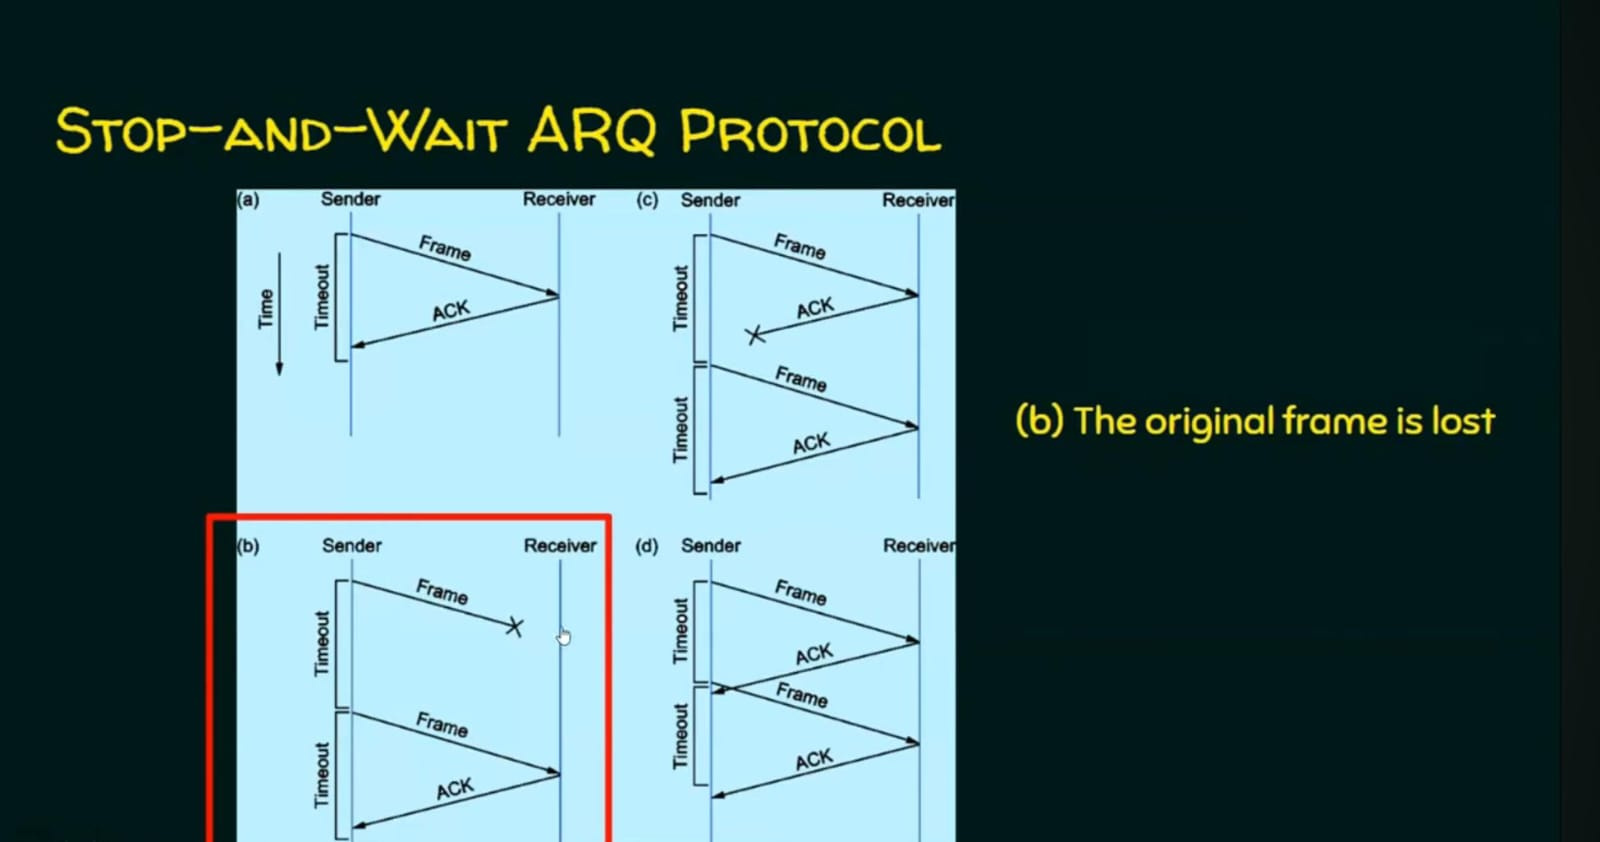 STOP-AND-WAIT ARQ PROTOCOL
(a) Sender Receiver
Time
Timeout
Frame
ACK
(c) Sender Receiver
Timeout
Frame
ACK
Timeout
Frame
ACK
(b) The original frame is lost
(b) Sender Receiver
Timeout
Frame
Timeout
Frame
ACK
(d) Sender Receiver
Timeout
Frame
ACK
Timeout
Frame
ACK